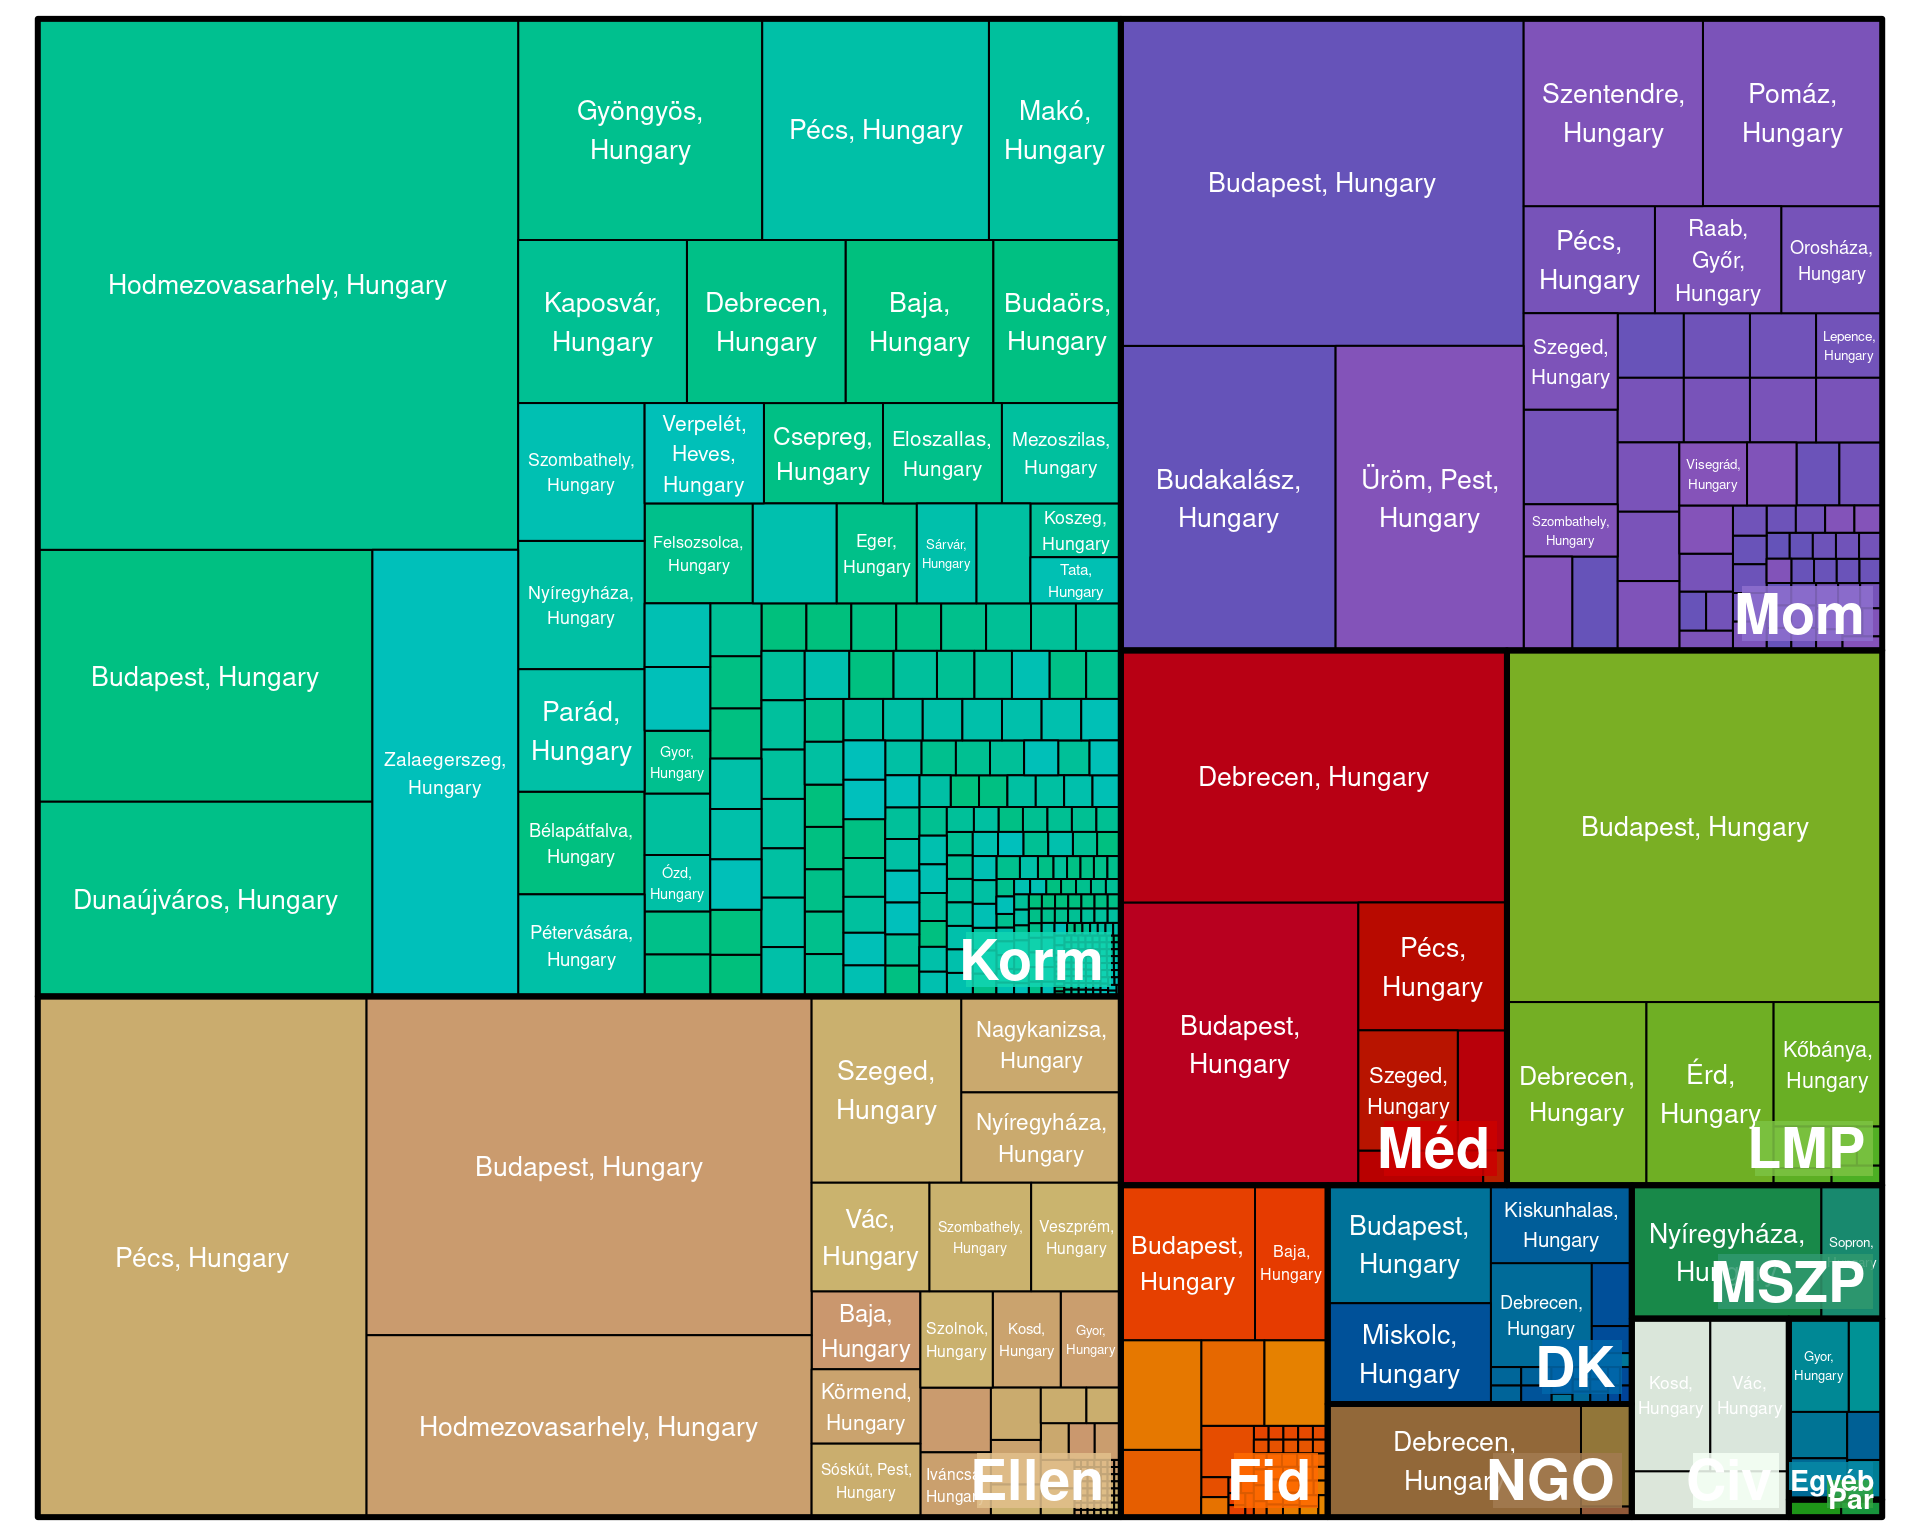 Hodmezovasarhely, Hungary
Gyöngyös,
Hungary
Pécs, Hungary
Makó,
Hungary
Kaposvár,
Hungary
Debrecen,
Hungary
Baja,
Hungary
Budaörs,
Hungary
Szombathely,
Hungary
Verpelét,
Heves,
Hungary
Csepreg,
Hungary
Eloszallas,
Hungary
Mezoszilas,
Hungary
Felsozsolca,
Hungary
Eger,
Hungary
Sárvár,
Hungary
Koszeg,
Hungary
Tata,
Hungary
Nyíregyháza,
Hungary
Budapest, Hungary
Zalaegerszeg,
Hungary
Parád,
Hungary
Gyor,
Hungary
Bélapátfalva,
Hungary
Ózd,
Hungary
Dunaújváros, Hungary
Pétervására,
Hungary
Korm
Budapest, Hungary
Szentendre,
Hungary
Pomáz,
Hungary
Pécs,
Hungary
Raab,
Győr,
Hungary
Orosháza,
Hungary
Szeged,
Hungary
Lepence,
Hungary
Budakalász,
Hungary
Üröm, Pest,
Hungary
Visegrád,
Hungary
Szombathely,
Hungary
Mom
Debrecen, Hungary
Budapest,
Hungary
Pécs,
Hungary
Szeged,
Hungary
Méd
Budapest, Hungary
Debrecen,
Hungary
Érd,
Hungary
Kőbánya,
Hungary
LMP
Pécs, Hungary
Budapest, Hungary
Hodmezovasarhely, Hungary
Szeged,
Hungary
Nagykanizsa,
Hungary
Nyíregyháza,
Hungary
Vác,
Hungary
Szombathely,
Hungary
Veszprém,
Hungary
Baja,
Hungary
Szolnok,
Hungary
Kosd,
Hungary
Gyor,
Hungary
Körmend,
Hungary
Sóskút, Pest,
Hungary
Ellen
Budapest,
Hungary
Baja,
Hungary
Fid
Budapest,
Hungary
Kiskunhalas,
Hungary
Debrecen,
Hungary
Miskolc,
Hungary
DK
Debrecen,
NGO
Nyíregyháza,
Sopron,
MSZP
Kosd,
Hungary
Vác,
Hungary
Civ
Gyor,
Hungary
Egyéb
Pár